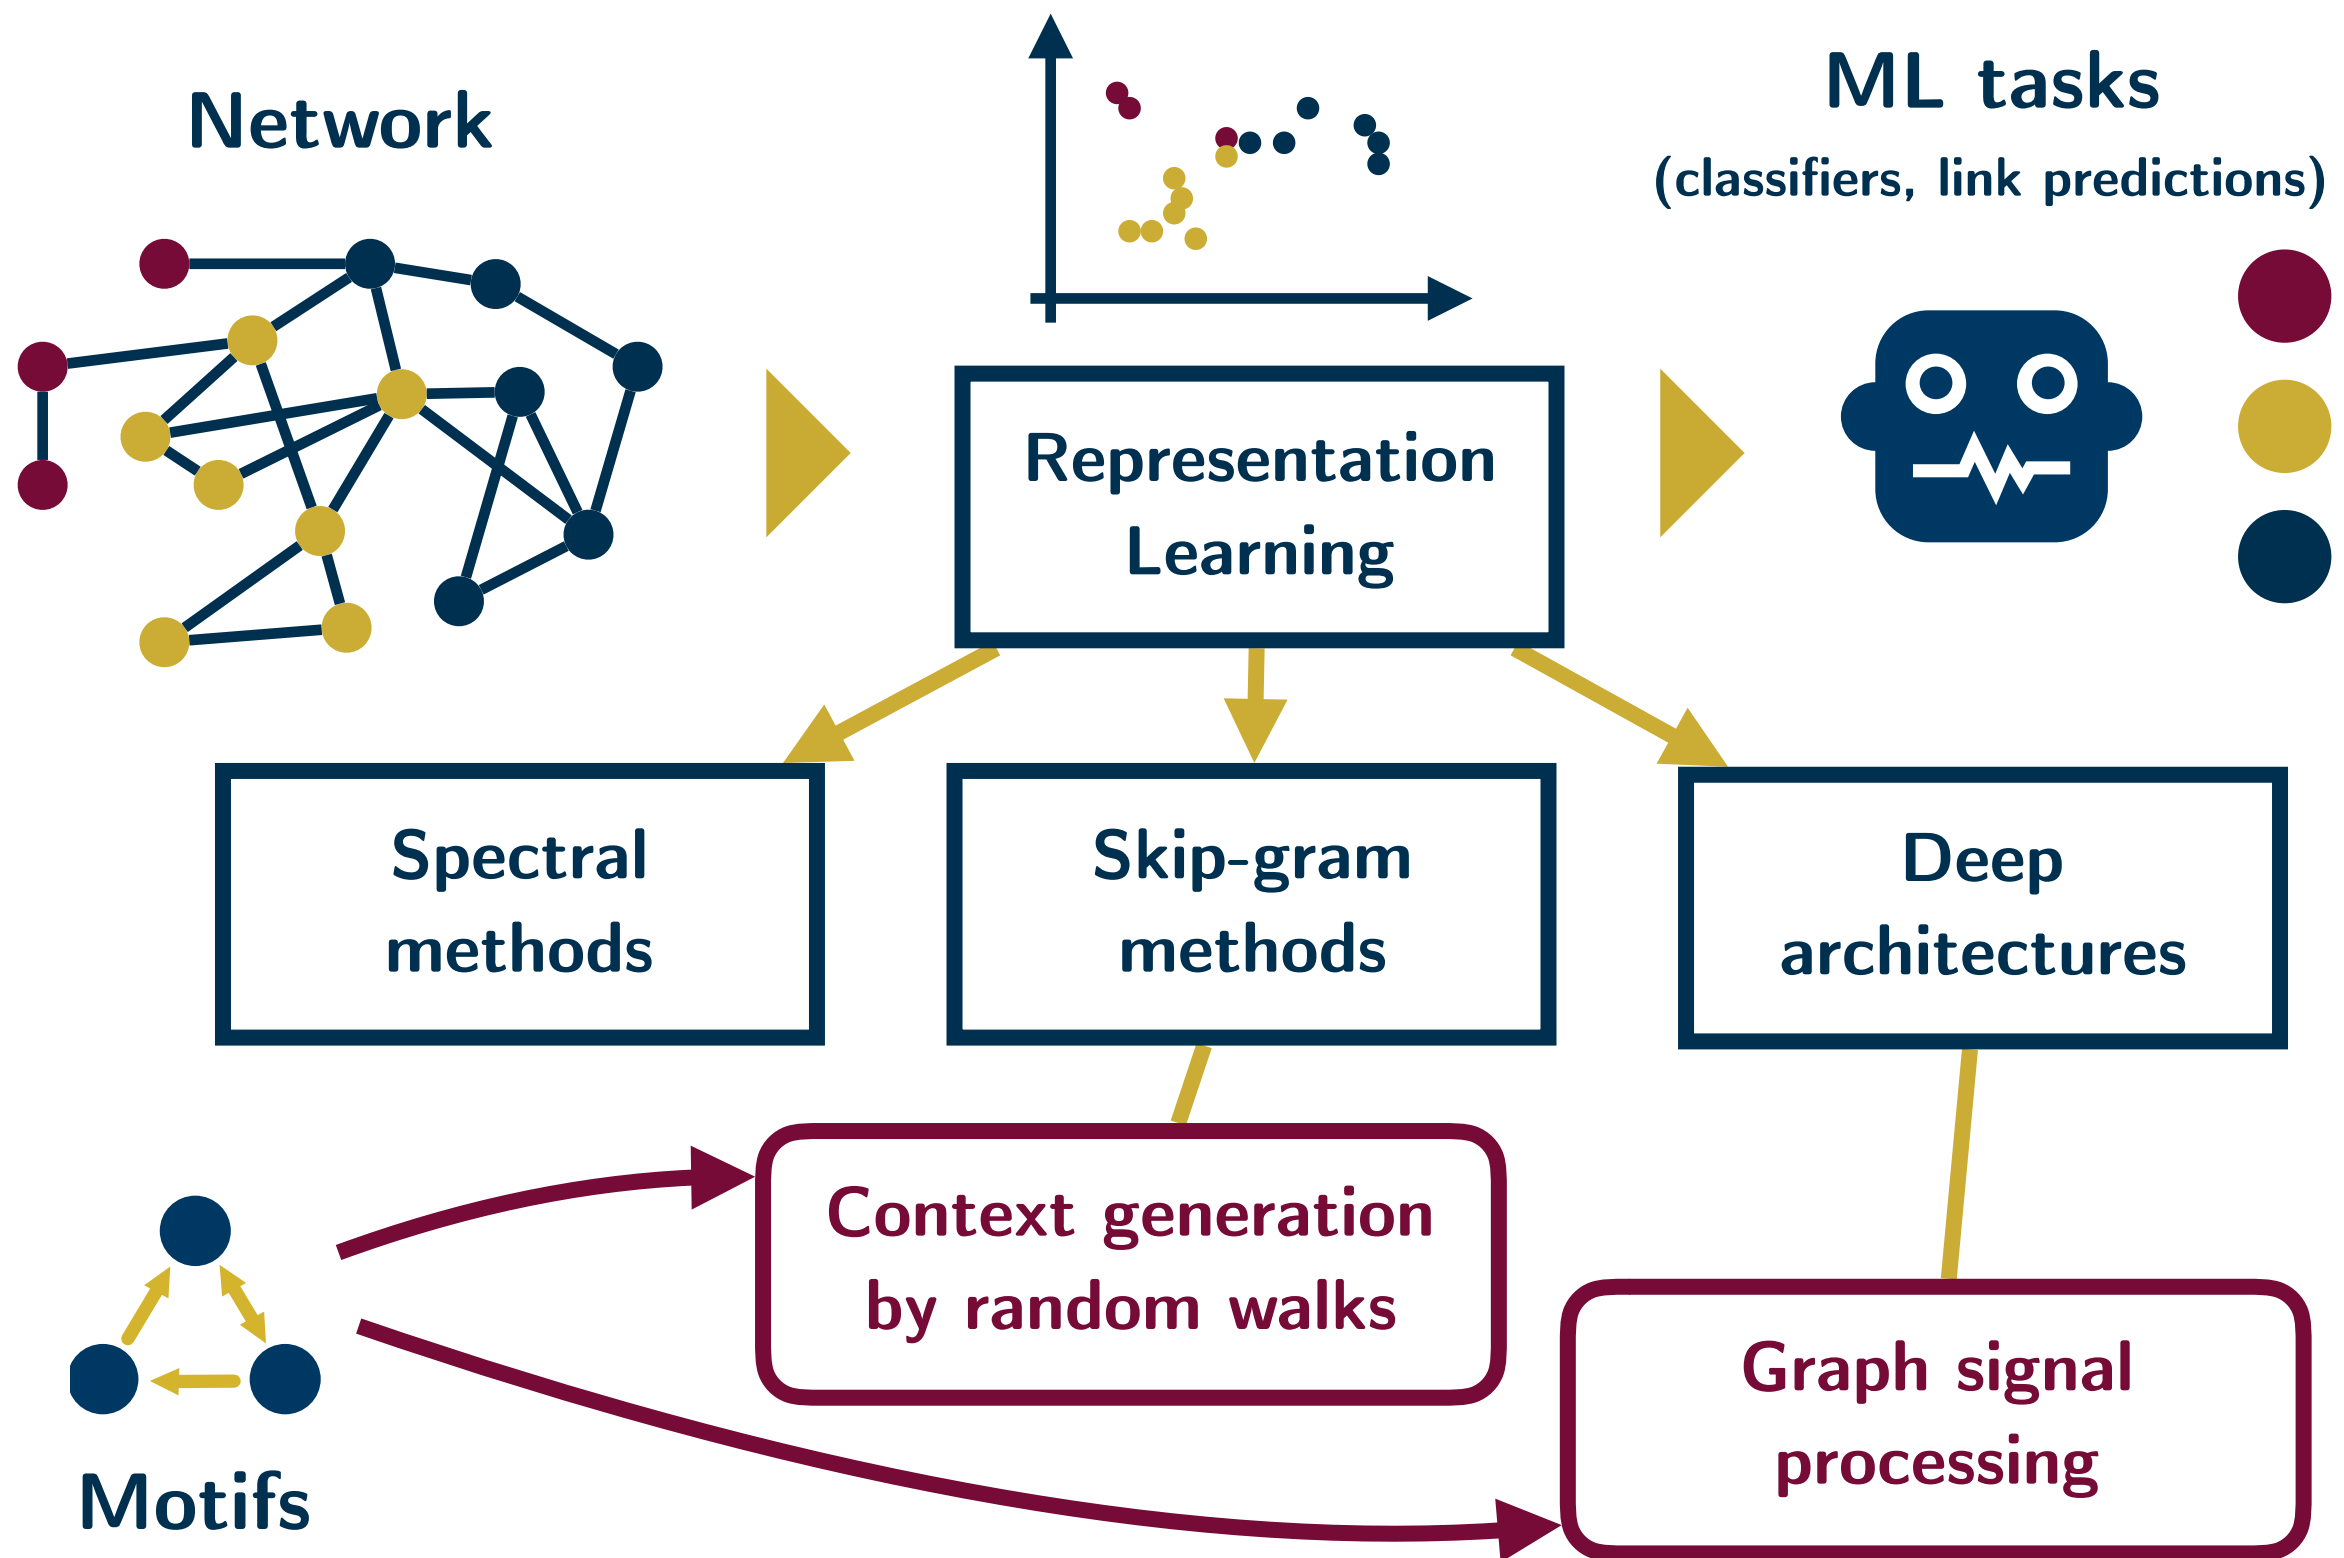 Network
ML tasks
(classifiers, link predictions)
Representation
Learning
Spectral
methods
Skip-gram
methods
Deep
architectures
Context generation
by random walks
Graph signal
processing
Motifs